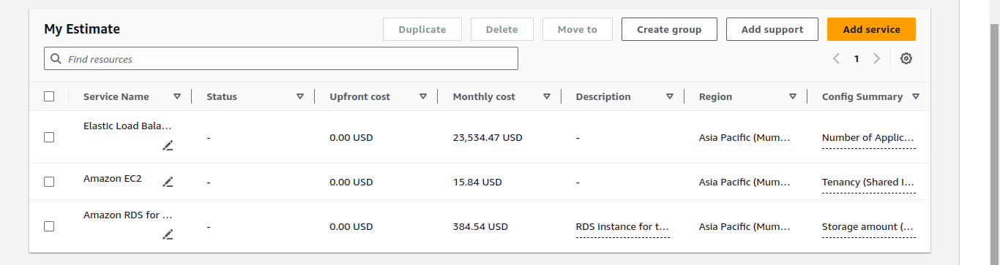 My Estimate
Duplicate
Delete
Move to
Create group
Add support
Add service
Find resources
1
Service Name Status Upfront cost Monthly cost Description Region Config Summary
Elastic Load Bala... - 0.00 USD 23,534.47 USD - Asia Pacific (Mum... Number of Applic...
Amazon EC2 - 0.00 USD 15.84 USD - Asia Pacific (Mum... Tenancy (Shared I...
Amazon RDS for ... - 0.00 USD 384.54 USD RDS instance for t... Asia Pacific (Mum... Storage amount (...